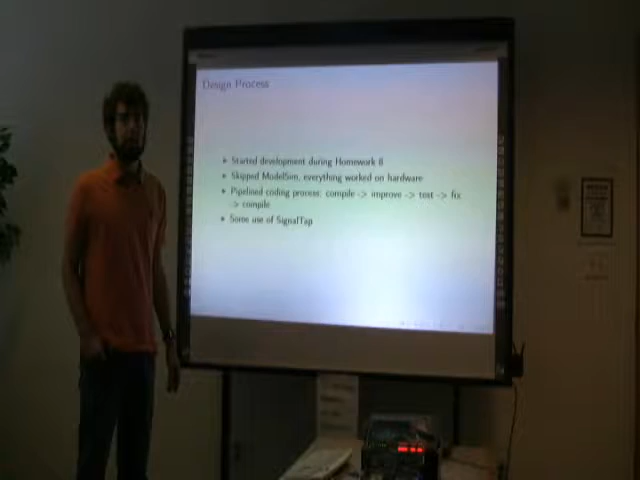 Design Process
Started development during Homework 8
Skipped ModelSim, everything worked on hardware
Pipelined coding process: compile -> improve -> test -> fix
-> compile
Some use of SignalTap